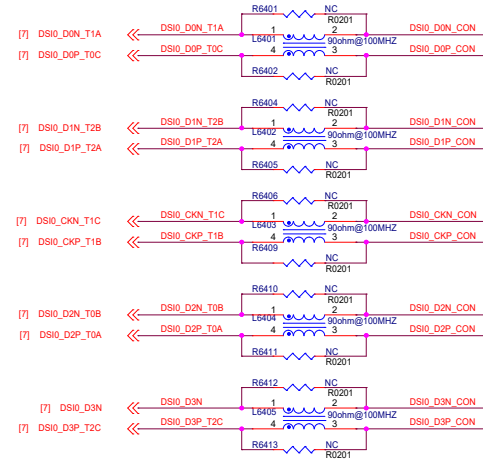 R6401 NC
R0201
[7] DSI0_D0N_T1A DSI0_D0N_T1A 1 2 DSI0_D0N_CON
L6401 90ohm@100MHZ
[7] DSI0_D0P_T0C DSI0_D0P_T0C 4 3 DSI0_D0P_CON
R6402 NC
R0201
R6404 NC
R0201
[7] DSI0_D1N_T2B DSI0_D1N_T2B 1 2 DSI0_D1N_CON
L6402 90ohm@100MHZ
[7] DSI0_D1P_T2A DSI0_D1P_T2A 4 3 DSI0_D1P_CON
R6405 NC
R0201
R6406 NC
R0201
[7] DSI0_CKN_T1C DSI0_CKN_T1C 1 2 DSI0_CKN_CON
L6403 90ohm@100MHZ
[7] DSI0_CKP_T1B DSI0_CKP_T1B 4 3 DSI0_CKP_CON
R6409 NC
R0201
R6410 NC
R0201
[7] DSI0_D2N_T0B DSI0_D2N_T0B 1 2 DSI0_D2N_CON
L6404 90ohm@100MHZ
[7] DSI0_D2P_T0A DSI0_D2P_T0A 4 3 DSI0_D2P_CON
R6411 NC
R0201
R6412 NC
R0201
[7] DSI0_D3N DSI0_D3N 1 2 DSI0_D3N_CON
L6405 90ohm@100MHZ
[7] DSI0_D3P_T2C DSI0_D3P_T2C 4 3 DSI0_D3P_CON
R6413 NC
R0201